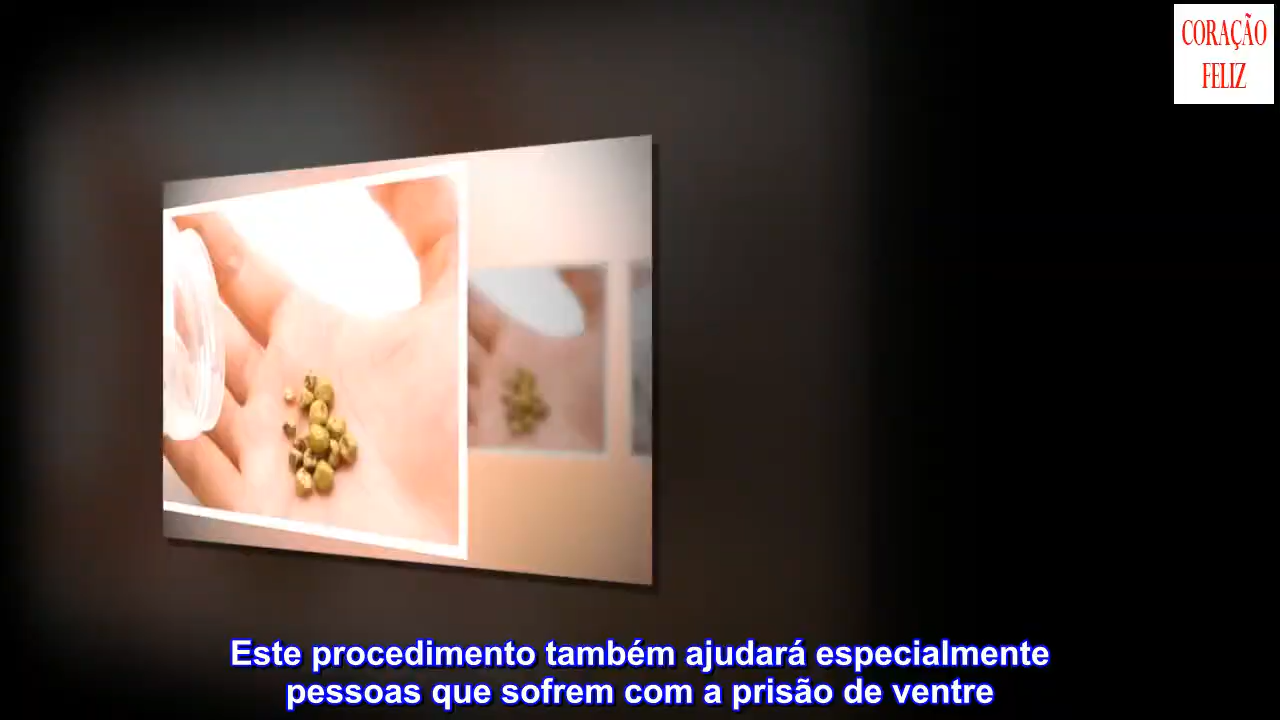 CORAÇÃO
FELIZ
Este procedimento também ajudará especialmente
pessoas que sofrem com a prisão de ventre